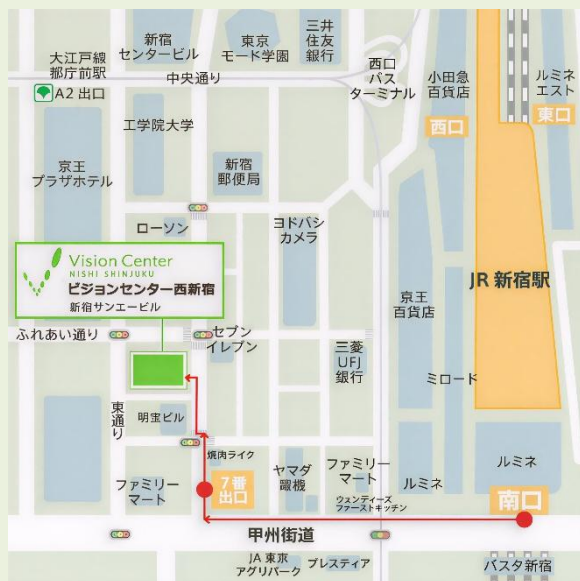 新宿
センタービル
東京
モード学園
三井
住友
銀行
大江戸線
都庁前駅
A2 出口
中央通り
西口
バス
ターミナル
小田急
百貨店
ルミネ
エスト
西口
東口
工学院大学
京王
プラザホテル
新宿
郵便局
ローソン
ヨドバシ
カメラ
Vision Center
NISHI SHINJUKU
ビジョンセンター西新宿
新宿サンエービル
JR 新宿駅
京王
百貨店
ふれあい通り
セブン
イレブン
三菱
UFJ
銀行
ミロード
東通り
明宝ビル
焼肉ライク
ファミリー
マート
7番
出口
ヤマダ
電機
ファミリー
マート
ウェンディーズ
ファーストキッチン
ルミネ
ルミネ
南口
甲州街道
JA 東京
アグリパーク
プレスティア
バスタ新宿